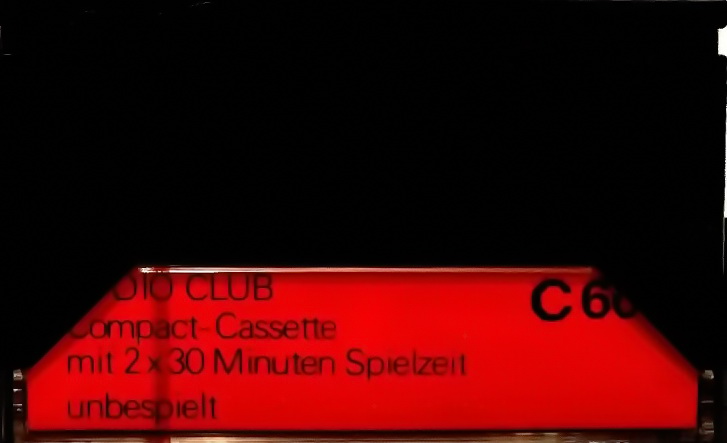 DIO CLUB
C 60
Compact-Cassette
mit 2 x 30 Minuten Spielzeit
unbespielt